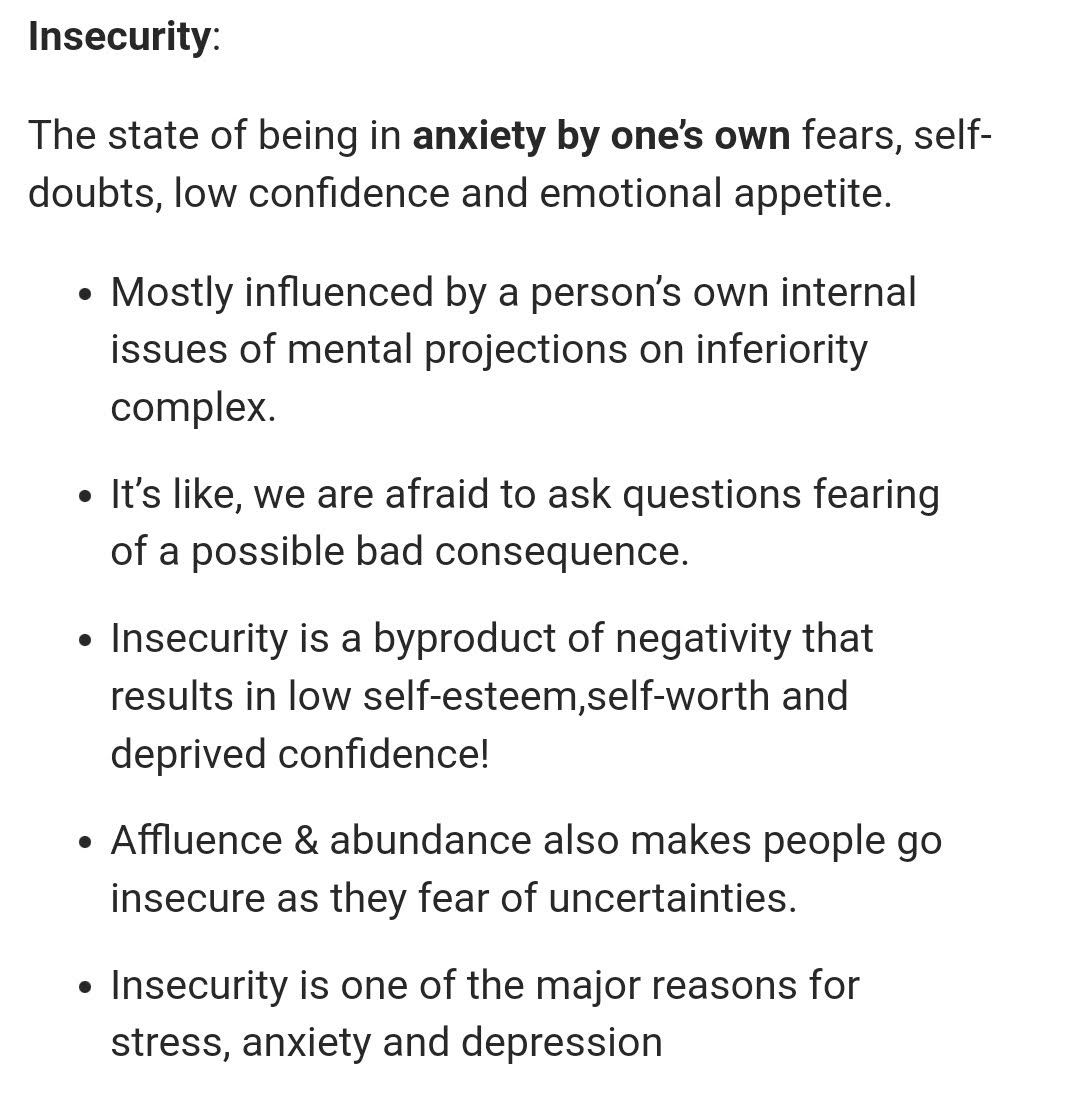 Insecurity:
The state of being in anxiety by one’s own fears, self-
doubts, low confidence and emotional appetite.
• Mostly influenced by a person’s own internal
issues of mental projections on inferiority
complex.
• It’s like, we are afraid to ask questions fearing
of a possible bad consequence.
• Insecurity is a byproduct of negativity that
results in low self-esteem,self-worth and
deprived confidence!
• Affluence & abundance also makes people go
insecure as they fear of uncertainties.
• Insecurity is one of the major reasons for
stress, anxiety and depression